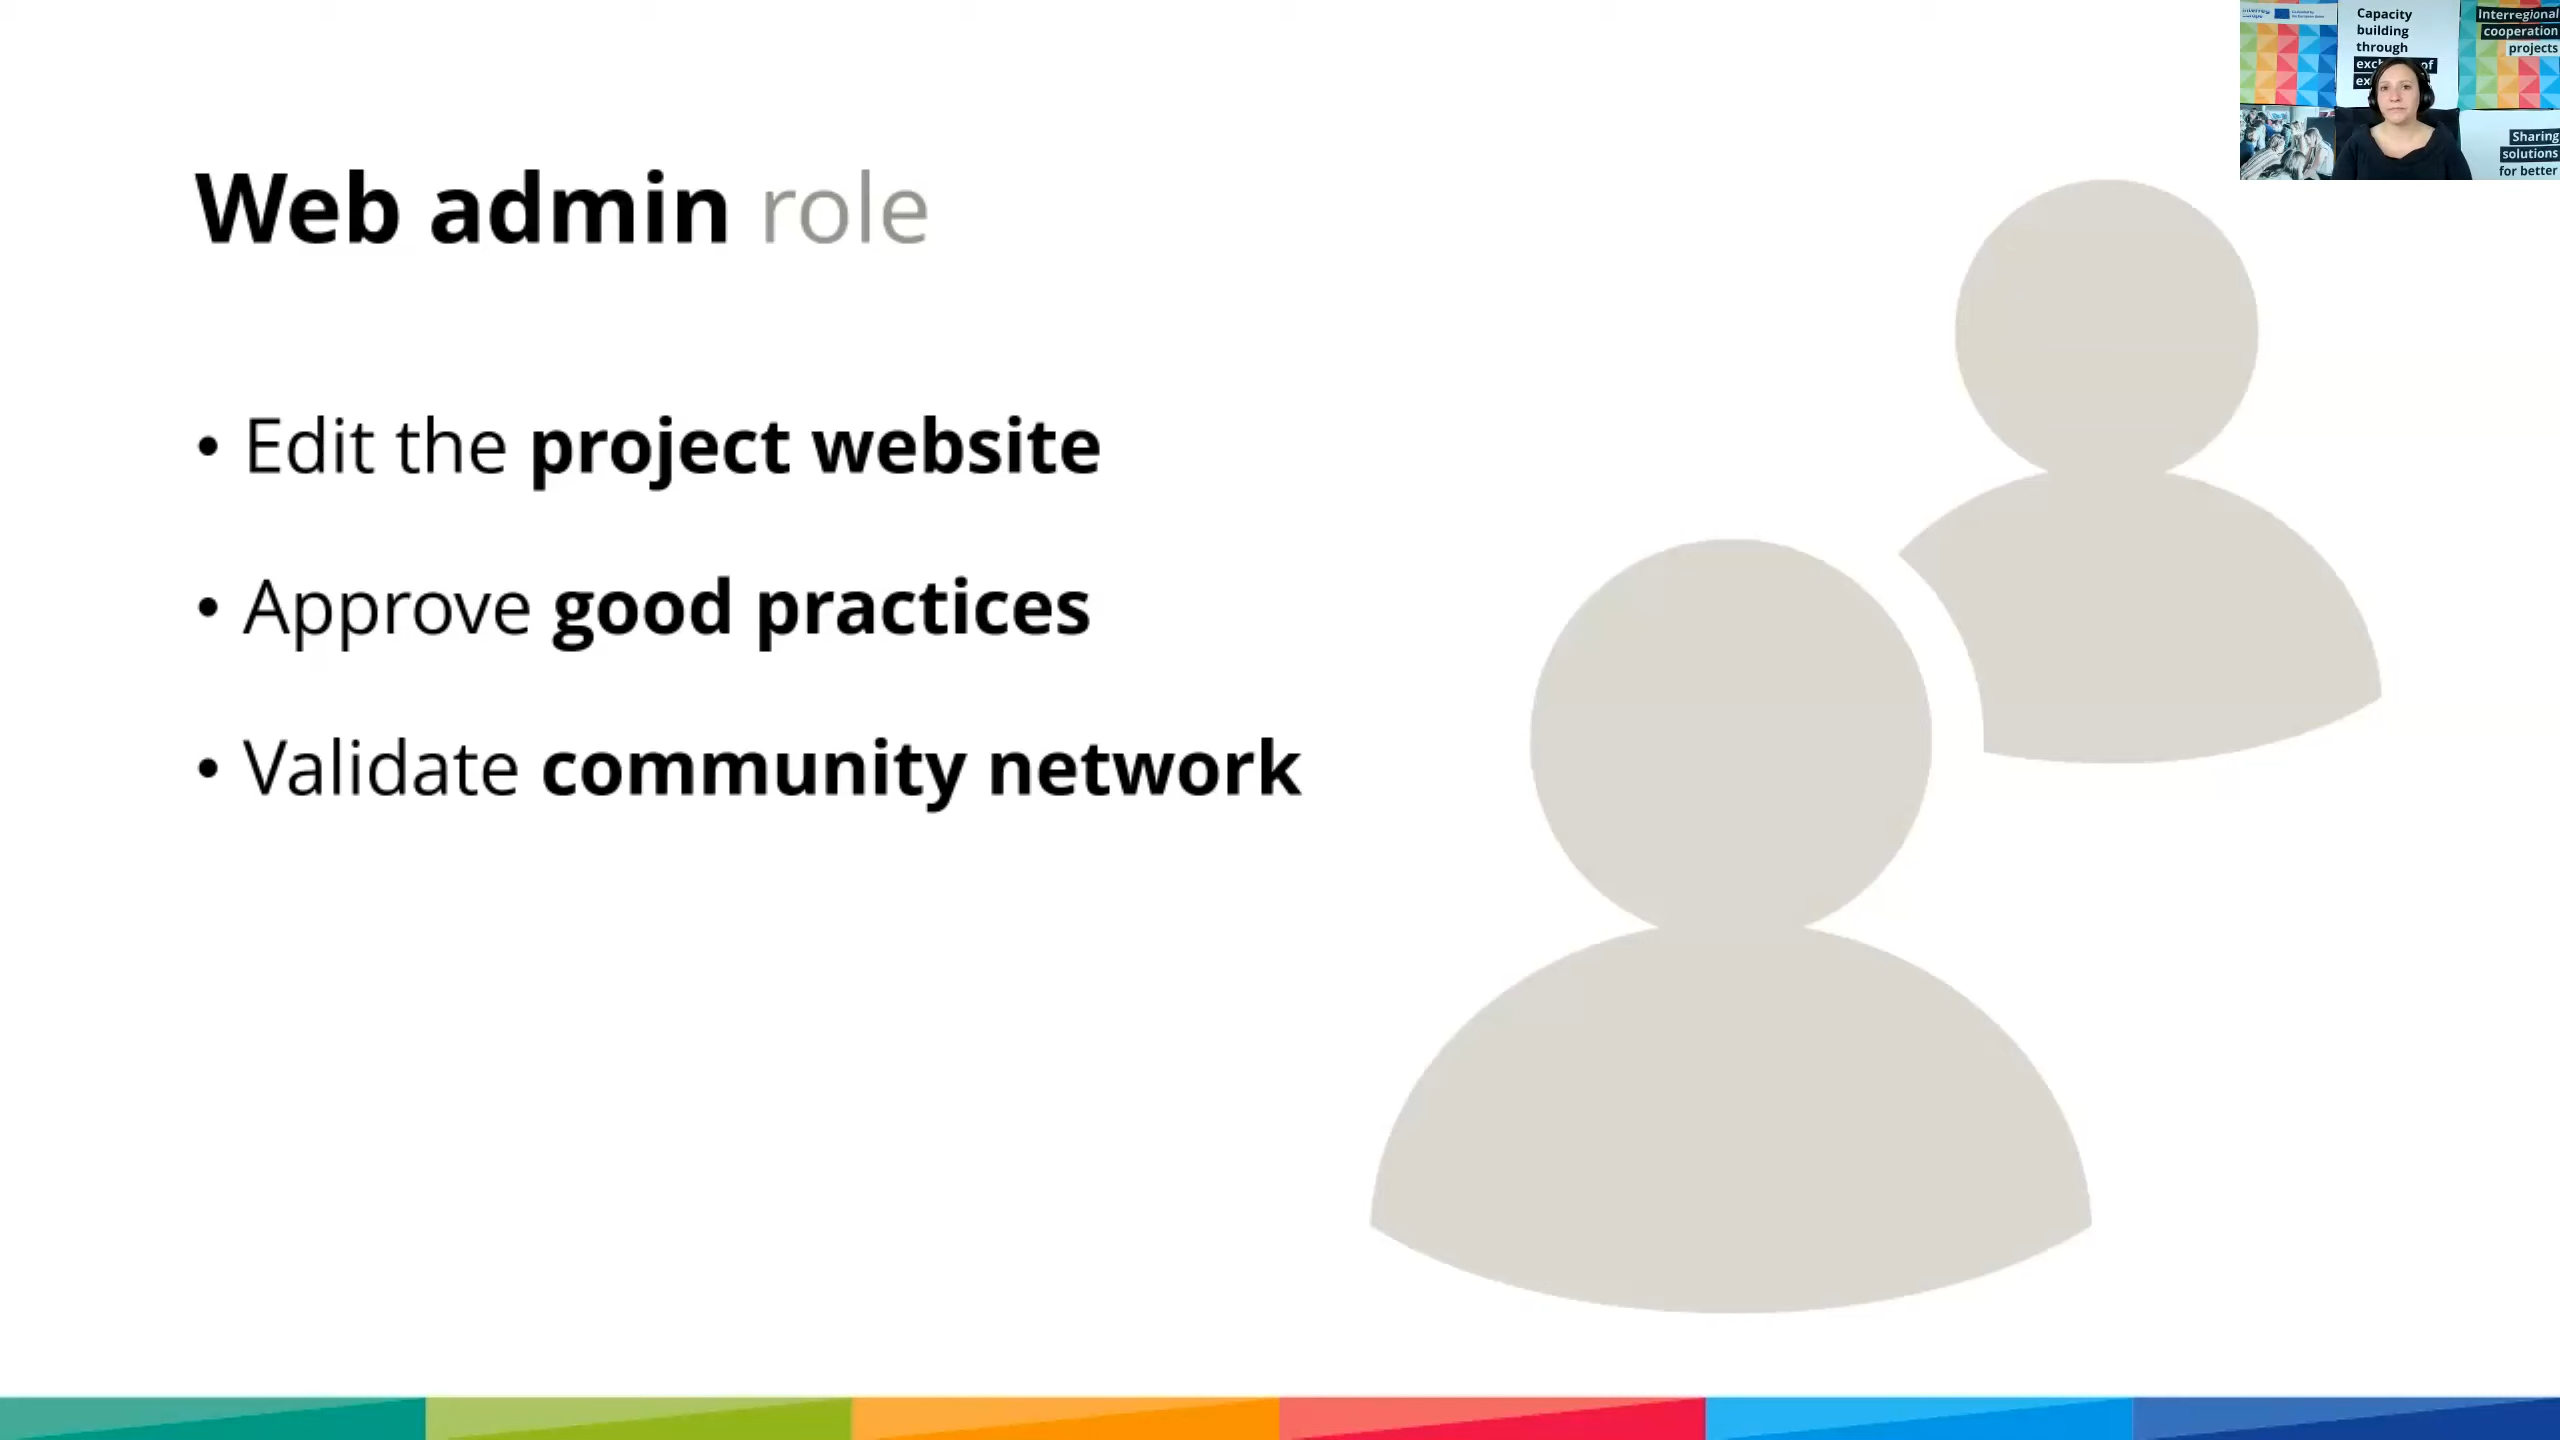 Web admin role
• Edit the project website
• Approve good practices
• Validate community network
Capacity
building
through
of
Interregional
cooperation
projects
Sharing
solutions
for better